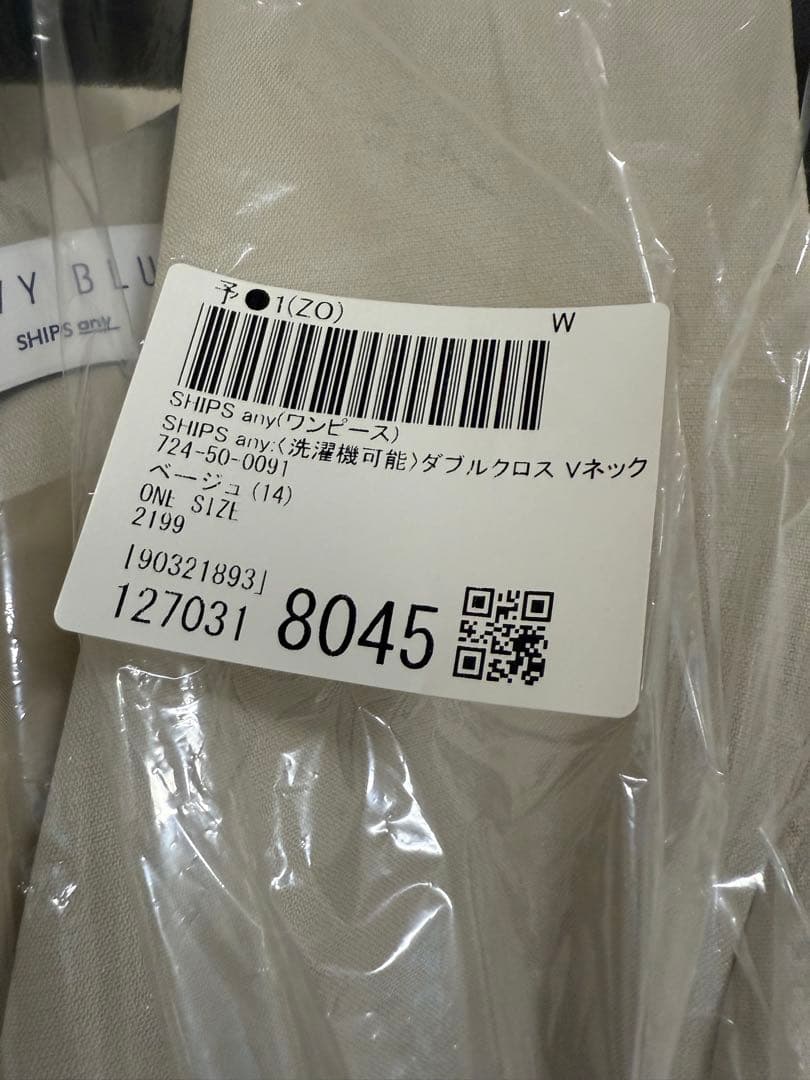 VY BLU
SHIPS any
予●1(ZO) W
SHIPS any(ワンピース)
SHIPS any:〈洗濯機可能〉ダブルクロス Vネック
724-50-0091
ベージュ(14)
ONE SIZE
2199
「90321893」
127031 8045